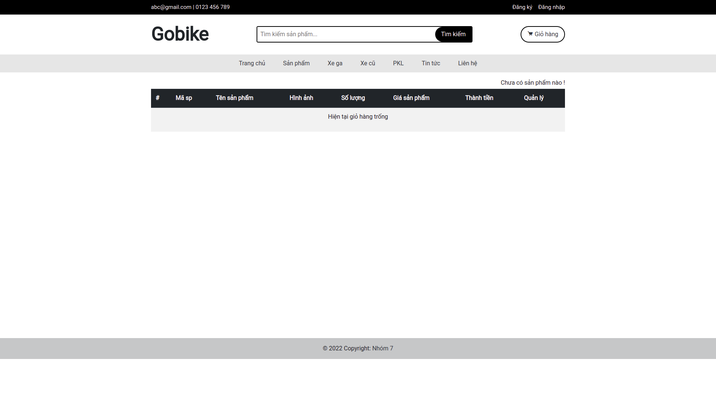 abc@gmail.com | 0123 456 789 Đăng ký Đăng nhập
Gobike Tìm kiếm sản phẩm... Tìm kiếm Giỏ hàng
Trang chủ Sản phẩm Xe ga Xe cũ PKL Tin tức Liên hệ
Chưa có sản phẩm nào !
# Mã sp Tên sản phẩm Hình ảnh Số lượng Giá sản phẩm Thành tiền Quản lý
Hiện tại giỏ hàng trống
© 2022 Copyright: Nhóm 7